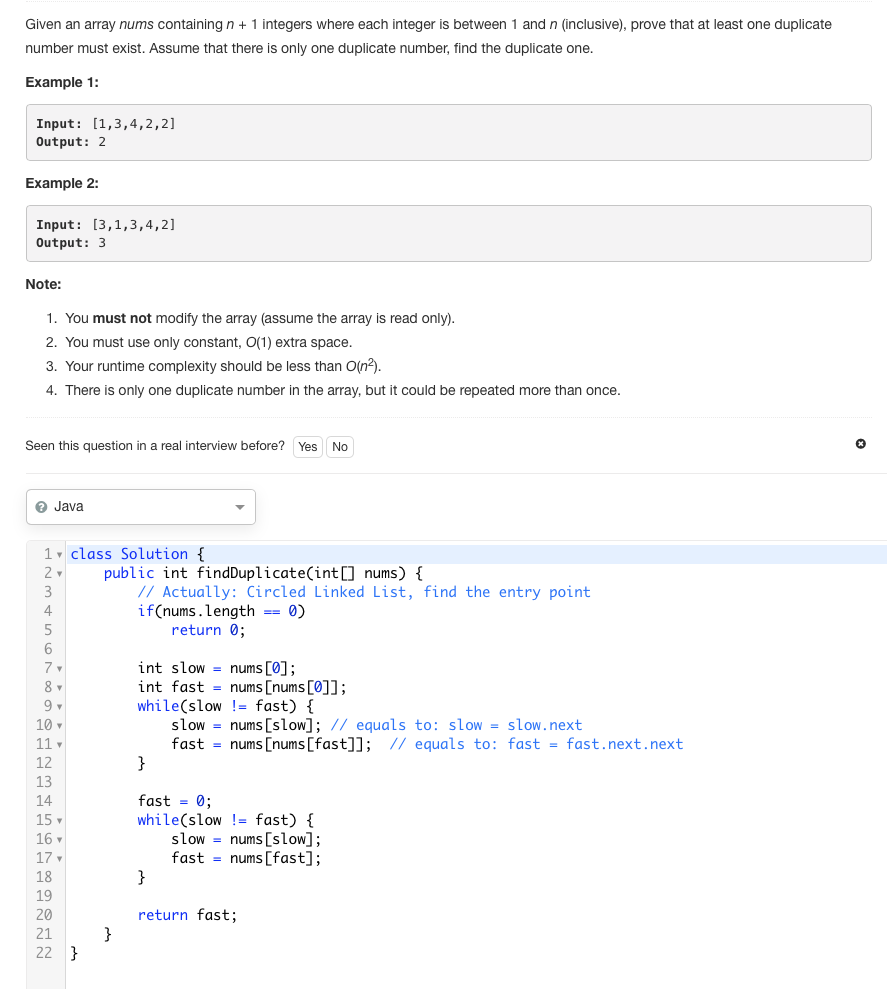 Given an array nums containing n + 1 integers where each integer is between 1 and n (inclusive), prove that at least one duplicate
number must exist. Assume that there is only one duplicate number, find the duplicate one.
Example 1:
Input: [1,3,4,2,2]
Output: 2
Example 2:
Input: [3,1,3,4,2]
Output: 3
Note:
1. You must not modify the array (assume the array is read only).
2. You must use only constant, O(1) extra space.
3. Your runtime complexity should be less than O(n²).
4. There is only one duplicate number in the array, but it could be repeated more than once.
Seen this question in a real interview before? Yes No
? Java
1 class Solution {
2     public int findDuplicate(int[] nums) {
3         // Actually: Circled Linked List, find the entry point
4         if(nums.length == 0)
5             return 0;
6
7         int slow = nums[0];
8         int fast = nums[nums[0]];
9         while(slow != fast) {
10             slow = nums[slow]; // equals to: slow = slow.next
11             fast = nums[nums[fast]];  // equals to: fast = fast.next.next
12         }
13
14         fast = 0;
15         while(slow != fast) {
16             slow = nums[slow];
17             fast = nums[fast];
18         }
19
20         return fast;
21     }
22 }